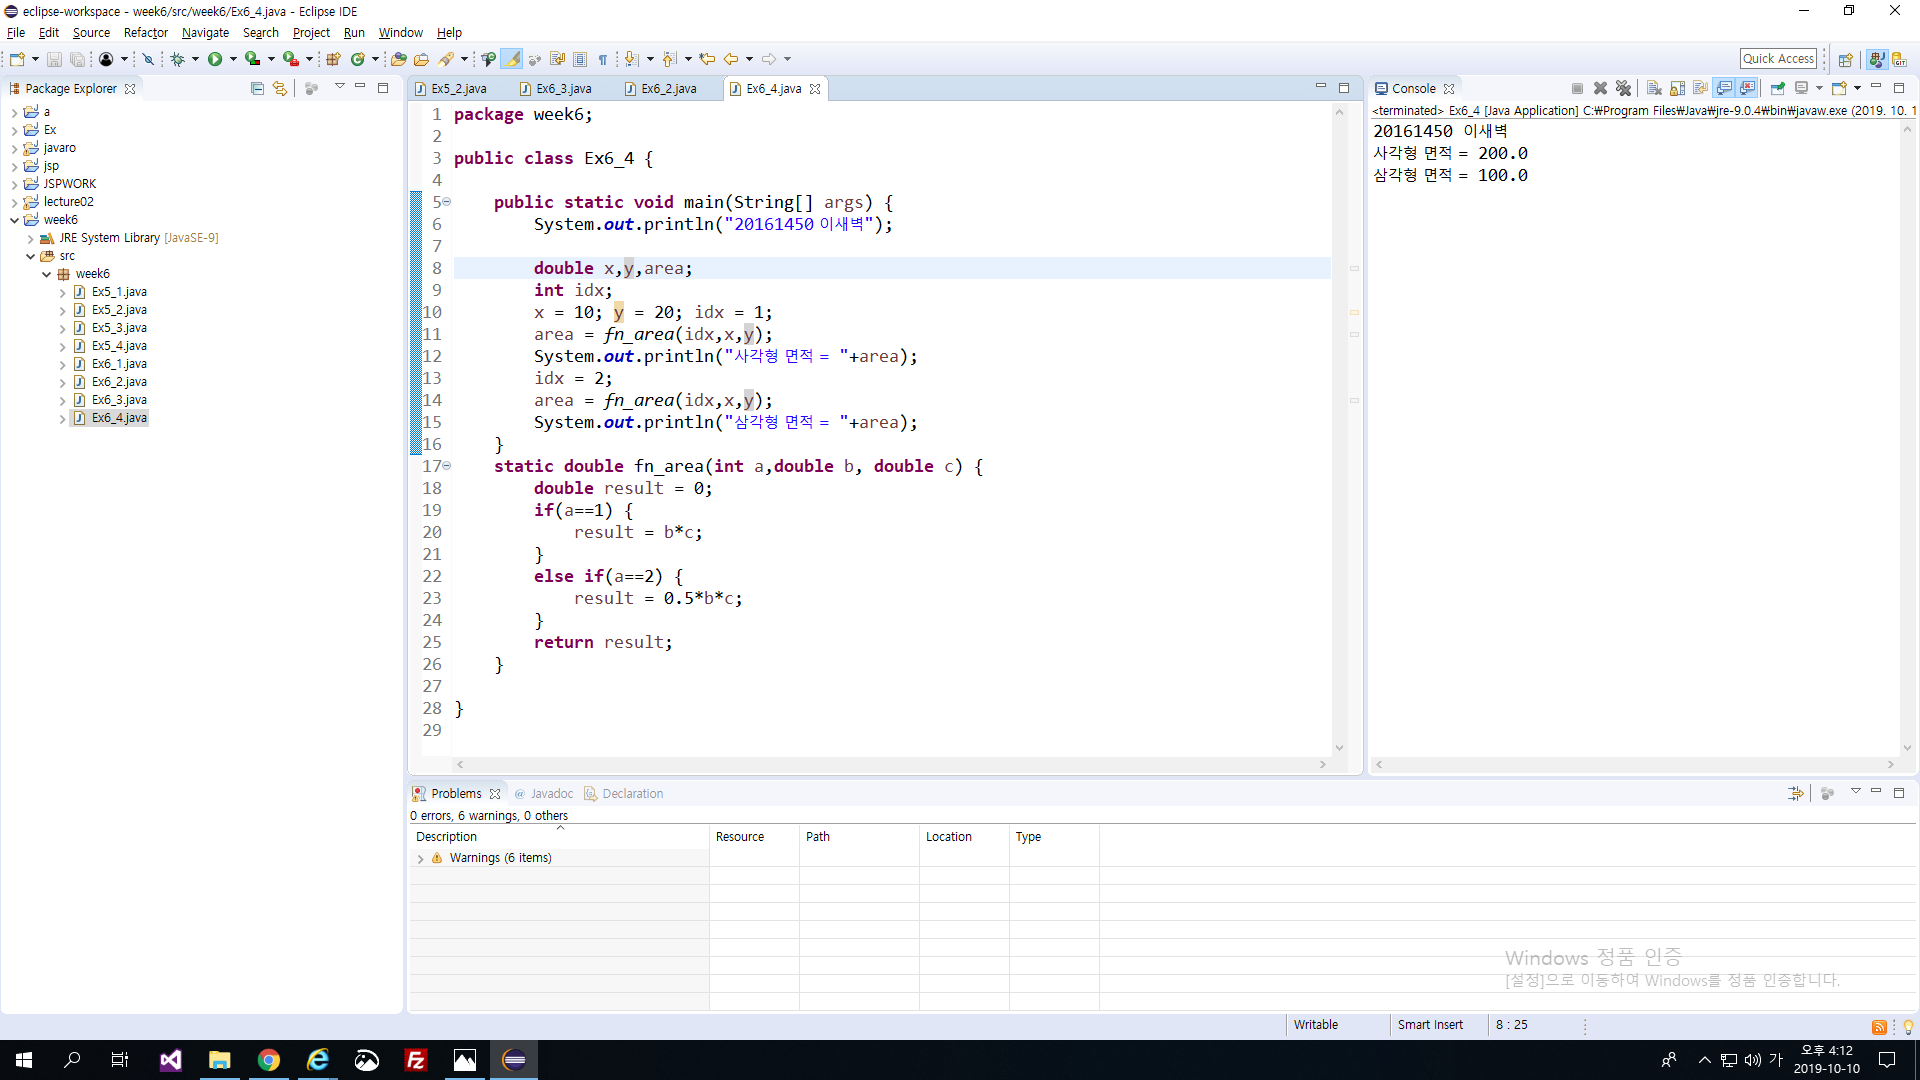 eclipse-workspace - week6/src/week6/Ex6_4.java - Eclipse IDE
File Edit Source Refactor Navigate Search Project Run Window Help
Quick Access
Package Explorer
a
Ex
javaro
jsp
JSPWORK
lecture02
week6
JRE System Library [JavaSE-9]
src
week6
Ex5_1.java
Ex5_2.java
Ex5_3.java
Ex5_4.java
Ex6_1.java
Ex6_2.java
Ex6_3.java
Ex6_4.java
Ex5_2.java Ex6_3.java Ex6_2.java Ex6_4.java
1 package week6;
2
3 public class Ex6_4 {
4
5 public static void main(String[] args) {
6 System.out.println("20161450 이새벽");
7
8 double x,y,area;
9 int idx;
10 x = 10; y = 20; idx = 1;
11 area = fn_area(idx,x,y);
12 System.out.println("사각형 면적 = "+area);
13 idx = 2;
14 area = fn_area(idx,x,y);
15 System.out.println("삼각형 면적 = "+area);
16 }
17 static double fn_area(int a,double b, double c) {
18 double result = 0;
19 if(a==1) {
20 result = b*c;
21 }
22 else if(a==2) {
23 result = 0.5*b*c;
24 }
25 return result;
26 }
27
28 }
29
Console
<terminated> Ex6_4 [Java Application] C:₩Program Files₩Java₩jre-9.0.4₩bin₩javaw.exe (2019. 10. 1
20161450 이새벽
사각형 면적 = 200.0
삼각형 면적 = 100.0
Problems Javadoc Declaration
0 errors, 6 warnings, 0 others
Description Resource Path Location Type
Warnings (6 items)
Windows 정품 인증
[설정]으로 이동하여 Windows를 정품 인증합니다.
Writable Smart Insert 8 : 25
가
오후 4:12
2019-10-10